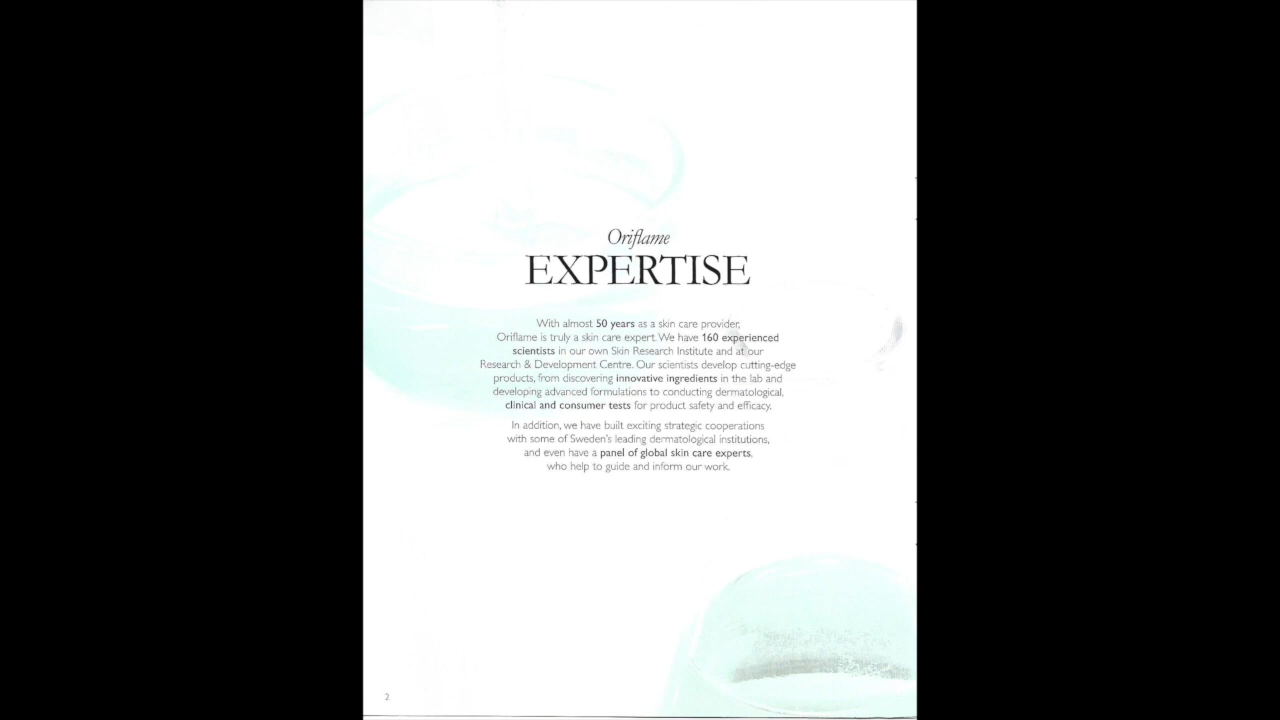 Oriflame
EXPERTISE
With almost 50 years as a skin care provider,
Oriflame is truly a skin care expert. We have 160 experienced
scientists in our own Skin Research Institute and at our
Research & Development Centre. Our scientists develop cutting-edge
products, from discovering innovative ingredients in the lab and
developing advanced formulations to conducting dermatological,
clinical and consumer tests for product safety and efficacy.
In addition, we have built exciting strategic cooperations
with some of Sweden's leading dermatological institutions,
and even have a panel of global skin care experts,
who help to guide and inform our work.
2